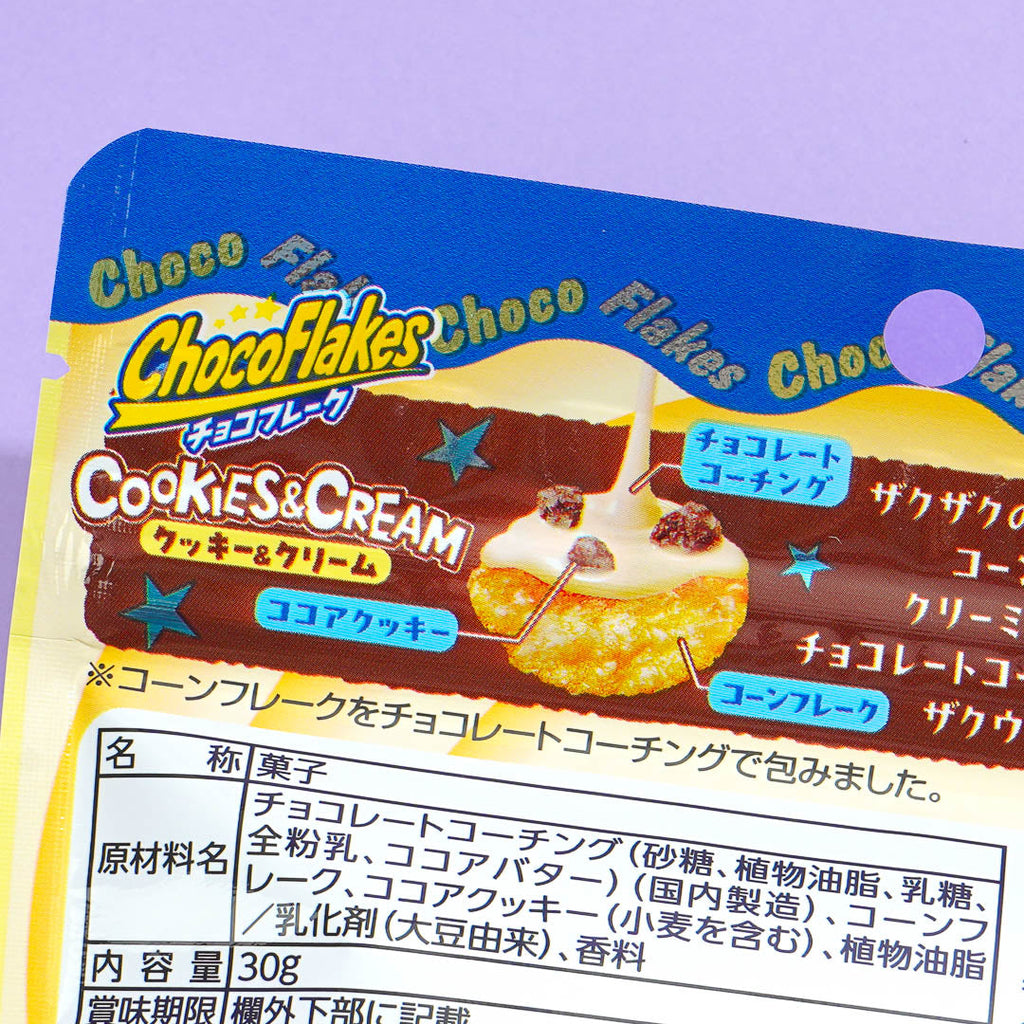 Choco Flakes Choco Flakes Choco
ChocoFlakes
チョコフレーク
COOKIES&CREAM
クッキー&クリーム
チョコレート
コーチング
ココアクッキー
コーンフレーク
ザクザクの
コーン
クリーミ
チョコレートコー
ザクウ
※コーンフレークをチョコレートコーチングで包みました。
名 称 菓子
原材料名 チョコレートコーチング(砂糖、植物油脂、乳糖、
全粉乳、ココアバター)(国内製造)、コーンフ
レーク、ココアクッキー(小麦を含む)、植物油脂
/乳化剤(大豆由来)、香料
内容量 30g
賞味期限 欄外下部に記載